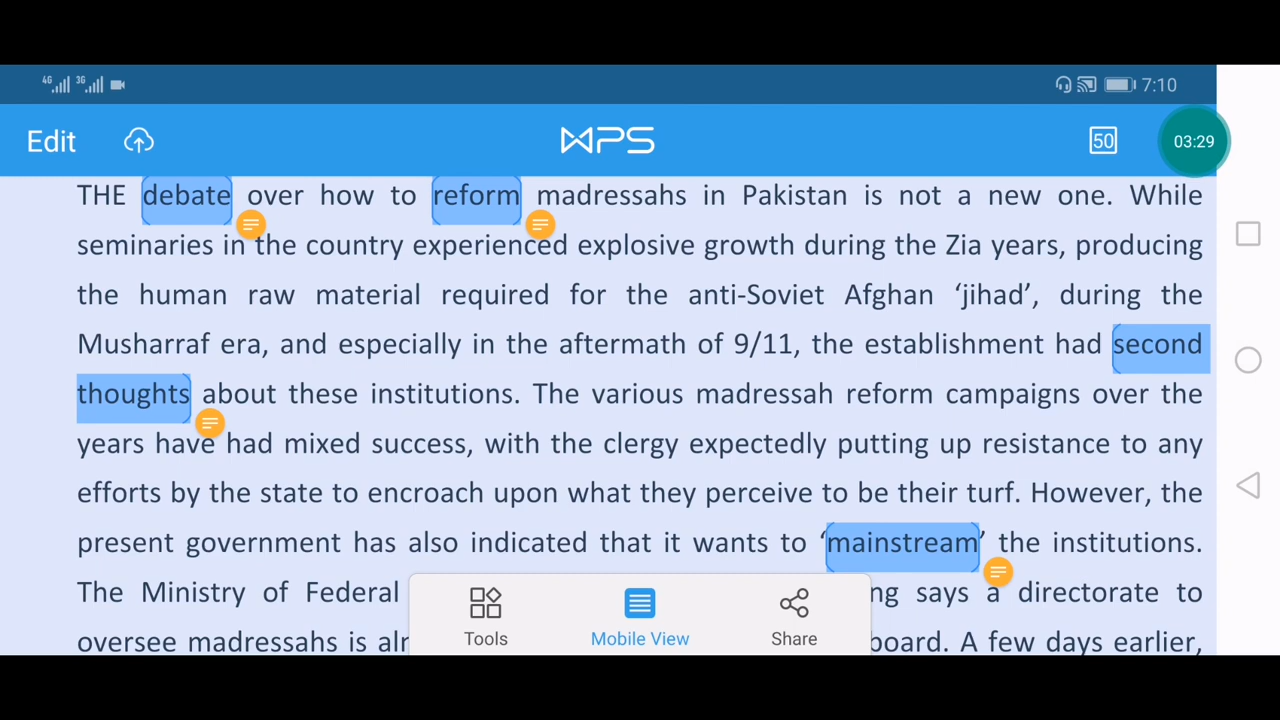 4G 3G 7:10
Edit WPS 50 03:29
THE debate over how to reform madressahs in Pakistan is not a new one. While
seminaries in the country experienced explosive growth during the Zia years, producing
the human raw material required for the anti-Soviet Afghan ‘jihad’, during the
Musharraf era, and especially in the aftermath of 9/11, the establishment had second
thoughts about these institutions. The various madressah reform campaigns over the
years have had mixed success, with the clergy expectedly putting up resistance to any
efforts by the state to encroach upon what they perceive to be their turf. However, the
present government has also indicated that it wants to ‘mainstream’ the institutions.
The Ministry of Federal says a directorate to
oversee madressahs is board. A few days earlier,
Tools Mobile View Share